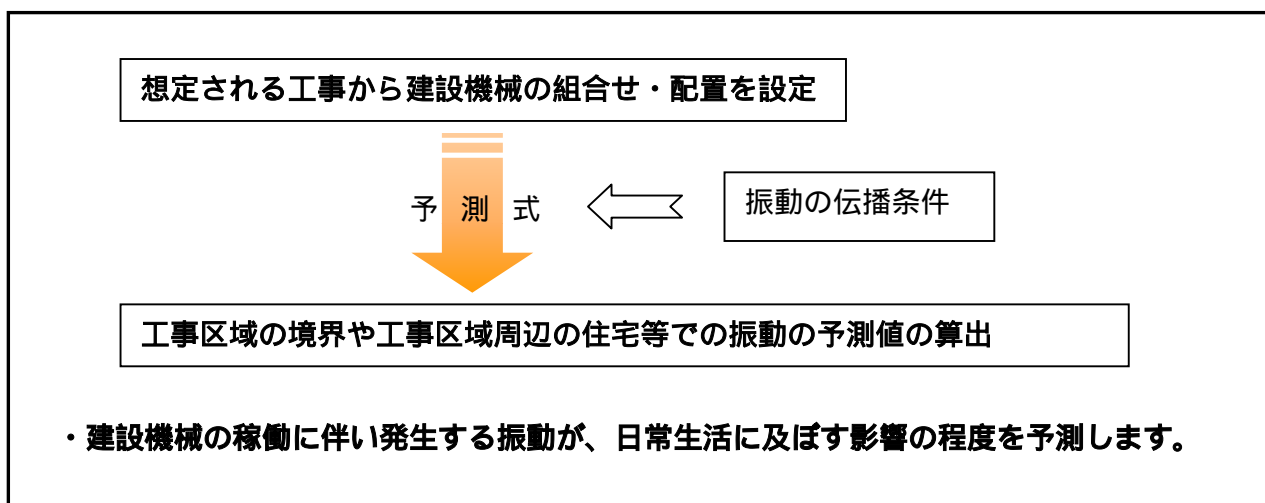 想定される工事から建設機械の組合せ・配置を設定
予 測 式
振動の伝播条件
工事区域の境界や工事区域周辺の住宅等での振動の予測値の算出
・建設機械の稼働に伴い発生する振動が、日常生活に及ぼす影響の程度を予測します。